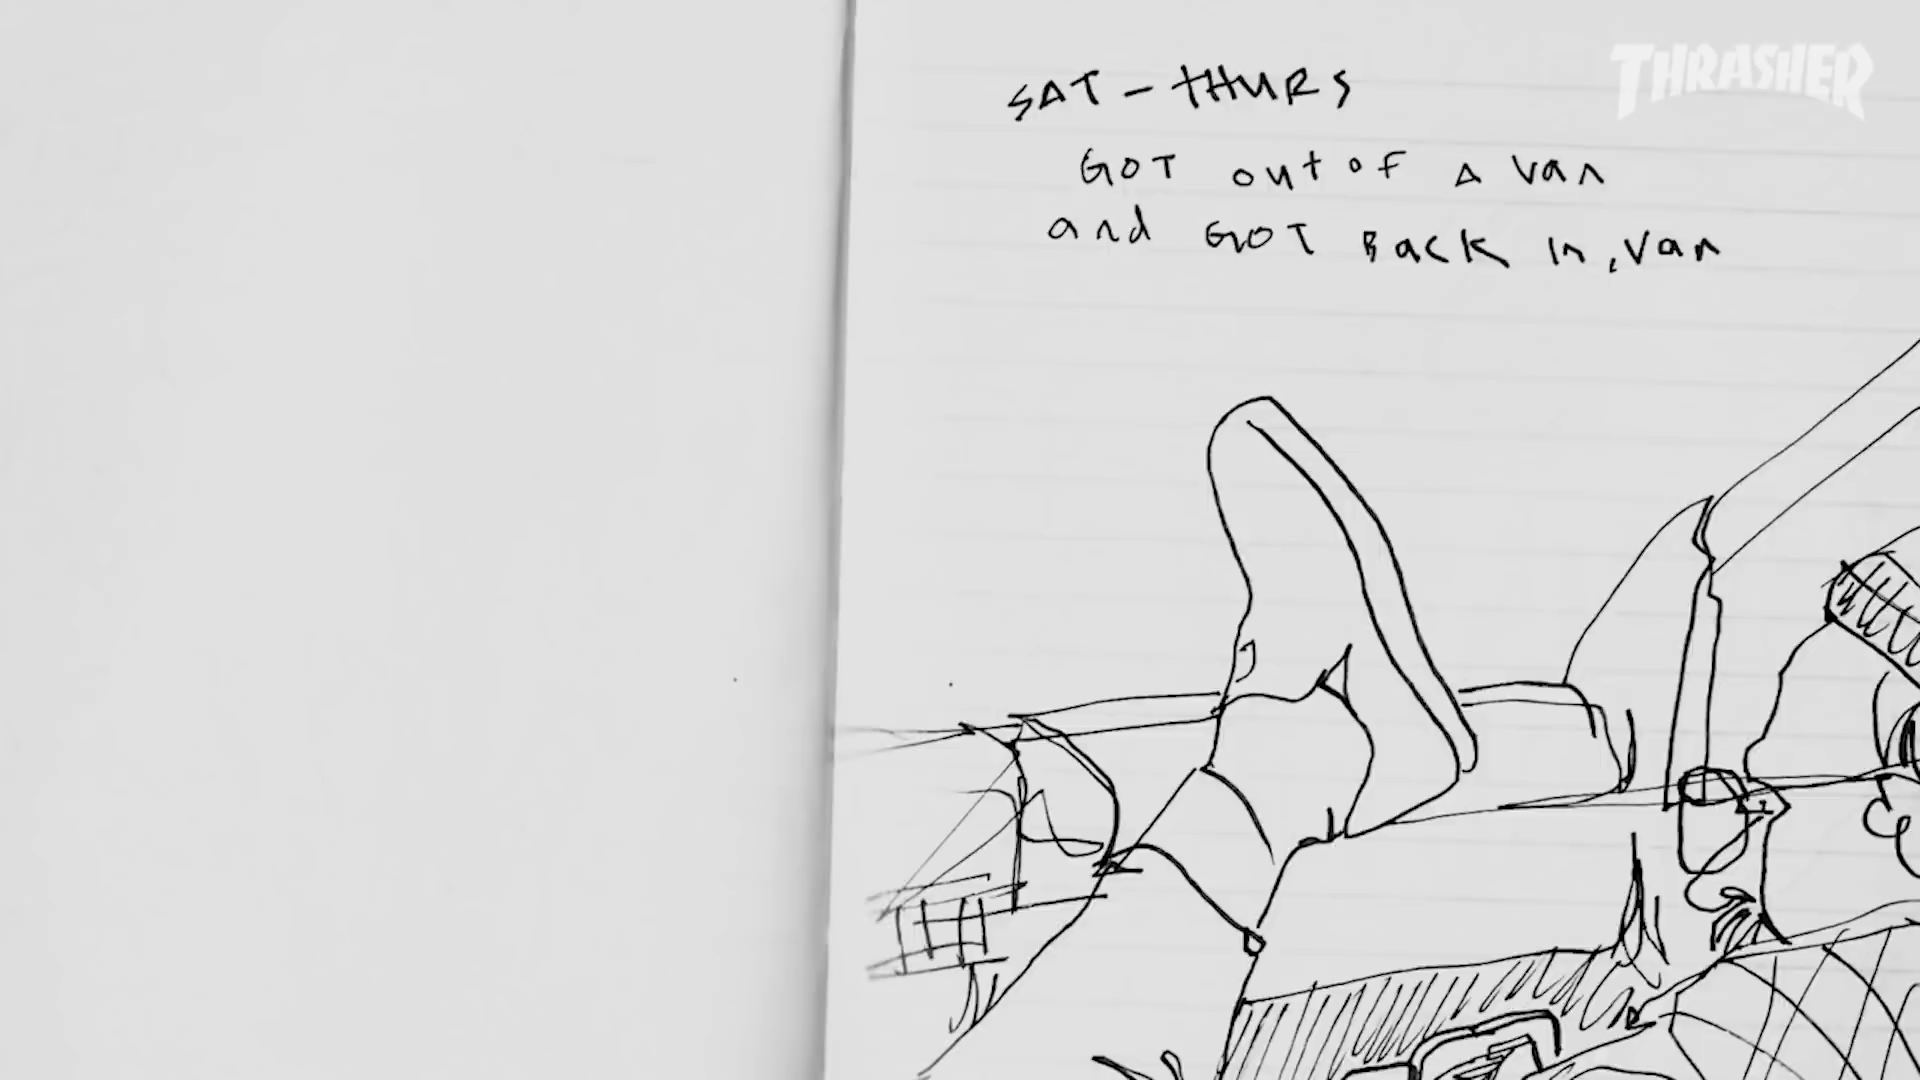 THRASHER
SAT - THURS
GOT out of A van
and GOT BACK in, van